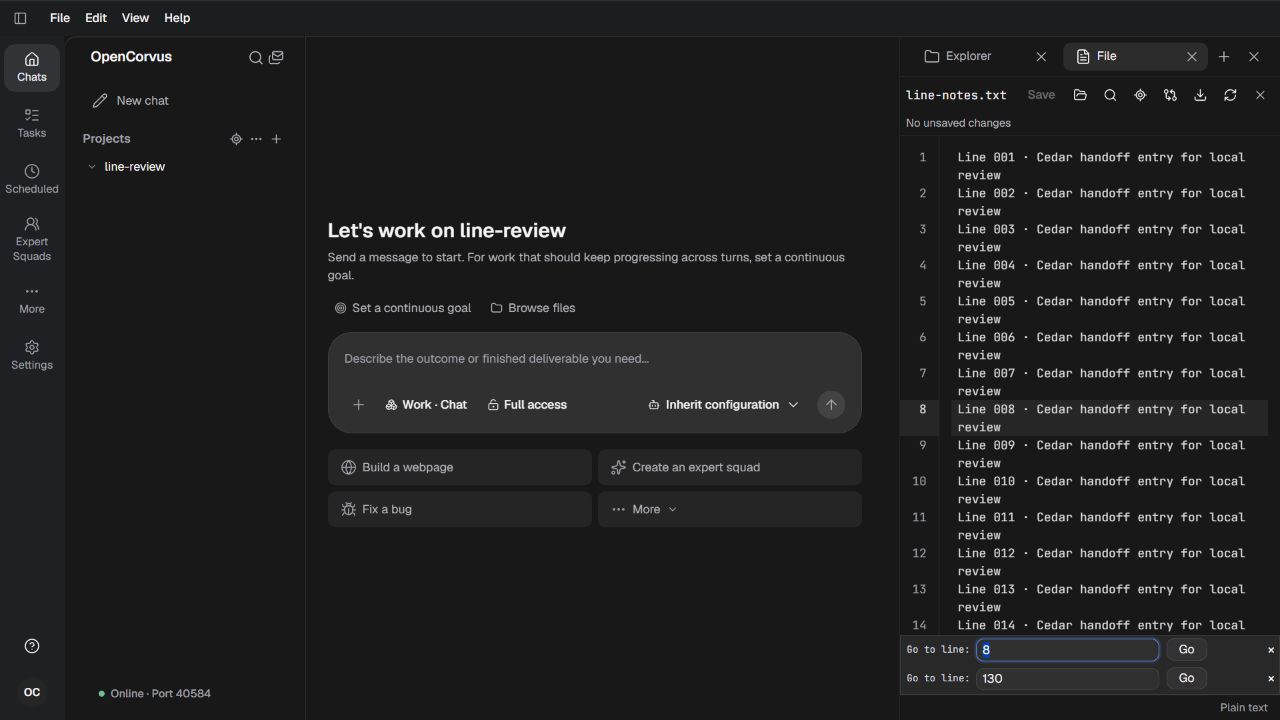 File Edit View Help
Chats
Tasks
Scheduled
Expert
Squads
More
Settings
OC
OpenCorvus
New chat
Projects
line-review
Online · Port 40584
Let's work on line-review
Send a message to start. For work that should keep progressing across turns, set a continuous
goal.
Set a continuous goal Browse files
Describe the outcome or finished deliverable you need...
Work · Chat Full access Inherit configuration
Build a webpage Create an expert squad
Fix a bug More
Explorer File
line-notes.txt Save
No unsaved changes
1 Line 001 · Cedar handoff entry for local
review
2 Line 002 · Cedar handoff entry for local
review
3 Line 003 · Cedar handoff entry for local
review
4 Line 004 · Cedar handoff entry for local
review
5 Line 005 · Cedar handoff entry for local
review
6 Line 006 · Cedar handoff entry for local
review
7 Line 007 · Cedar handoff entry for local
review
8 Line 008 · Cedar handoff entry for local
review
9 Line 009 · Cedar handoff entry for local
review
10 Line 010 · Cedar handoff entry for local
review
11 Line 011 · Cedar handoff entry for local
review
12 Line 012 · Cedar handoff entry for local
review
13 Line 013 · Cedar handoff entry for local
review
14 Line 014 · Cedar handoff entry for local
Go to line: 8 Go ×
Go to line: 130 Go ×
Plain text